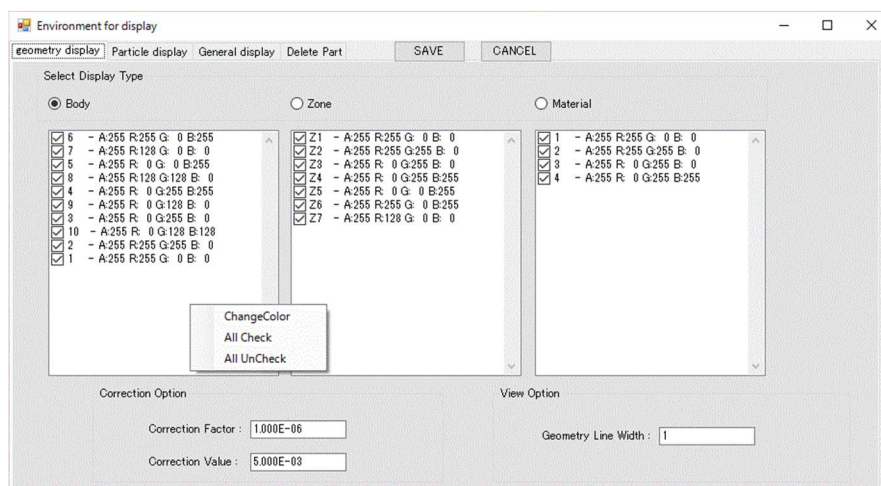 Environment for display
geometry display Particle display General display Delete Part SAVE CANCEL
Select Display Type
Body Zone Material
6 - A:255 R:255 G: 0 B:255
7 - A:255 R:128 G: 0 B: 0
5 - A:255 R: 0 G: 0 B:255
8 - A:255 R:128 G:128 B: 0
4 - A:255 R: 0 G:255 B:255
9 - A:255 R: 0 G:128 B: 0
3 - A:255 R: 0 G:255 B: 0
10 - A:255 R: 0 G:128 B:128
2 - A:255 R:255 G:255 B: 0
1 - A:255 R:255 G: 0 B: 0
Z1 - A:255 R:255 G: 0 B: 0
Z2 - A:255 R:255 G:255 B: 0
Z3 - A:255 R: 0 G:255 B: 0
Z4 - A:255 R: 0 G:255 B:255
Z5 - A:255 R: 0 G: 0 B:255
Z6 - A:255 R:255 G: 0 B:255
Z7 - A:255 R:128 G: 0 B: 0
1 - A:255 R:255 G: 0 B: 0
2 - A:255 R:255 G:255 B: 0
3 - A:255 R: 0 G:255 B: 0
4 - A:255 R: 0 G:255 B:255
ChangeColor
All Check
All UnCheck
Correction Option
Correction Factor : 1.000E-06
Correction Value : 5.000E-03
View Option
Geometry Line Width : 1